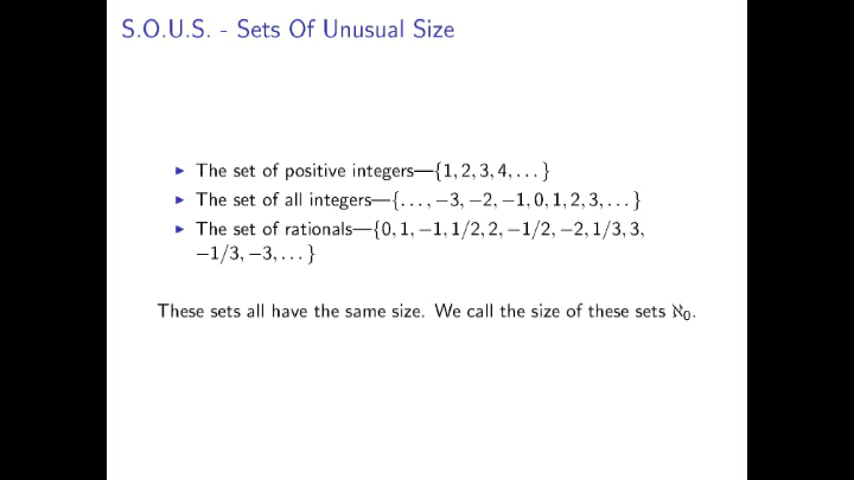 S.O.U.S. - Sets Of Unusual Size
▶ The set of positive integers—{1, 2, 3, 4, . . . }
▶ The set of all integers—{. . . , −3, −2, −1, 0, 1, 2, 3, . . . }
▶ The set of rationals—{0, 1, −1, 1/2, 2, −1/2, −2, 1/3, 3,
−1/3, −3, . . . }
These sets all have the same size. We call the size of these sets ℵ₀.